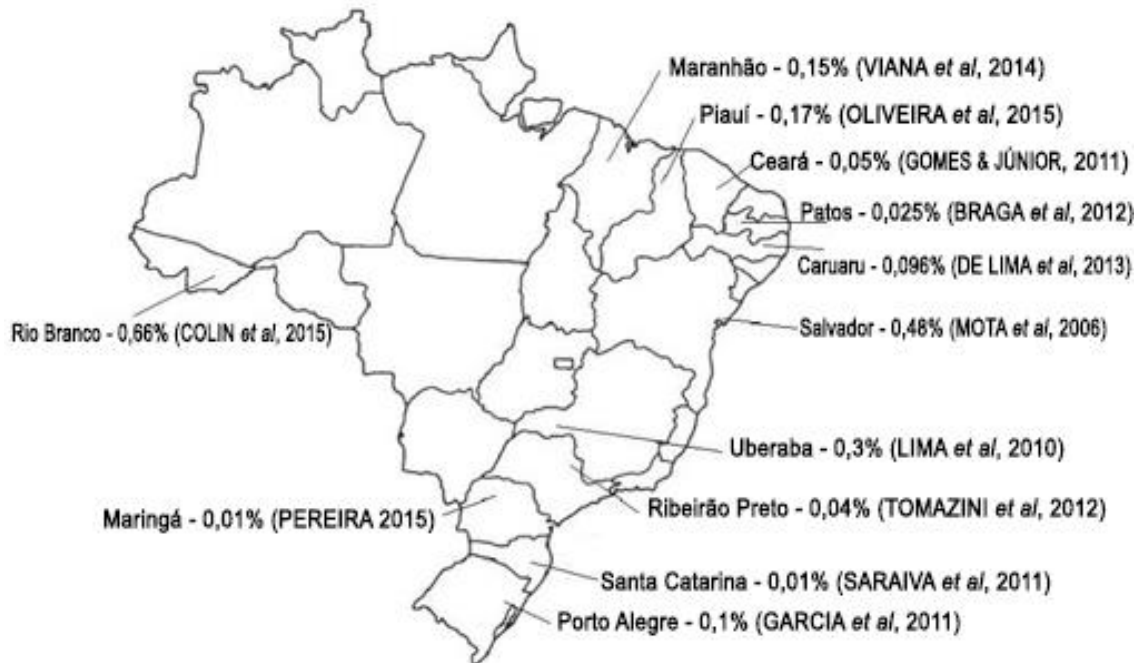 Maranhão - 0,15% (VIANA et al, 2014)
Piauí - 0,17% (OLIVEIRA et al, 2015)
Ceará - 0,05% (GOMES & JÚNIOR, 2011)
Patos - 0,025% (BRAGA et al, 2012)
Caruaru - 0,096% (DE LIMA et al, 2013)
Rio Branco - 0,66% (COLIN et al, 2015)
Salvador - 0,48% (MOTA et al, 2006)
Uberaba - 0,3% (LIMA et al, 2010)
Maringá - 0,01% (PEREIRA 2015)
Ribeirão Preto - 0,04% (TOMAZINI et al, 2012)
Santa Catarina - 0,01% (SARAIVA et al, 2011)
Porto Alegre - 0,1% (GARCIA et al, 2011)